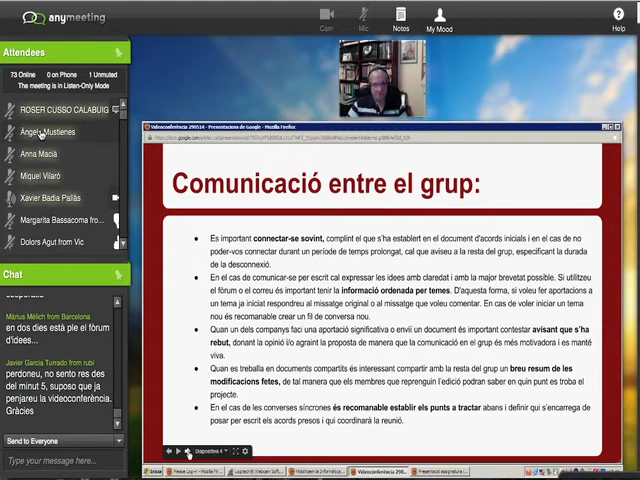 anymeeting
Cam
Mic
Notes
My Mood
Help
Attendees
73 Online 0 on Phone 1 Unmuted
The meeting is in Listen-Only Mode
ROSER CUSSO CALABUIG
Àngels Mustienes
Anna Macià
Miquel Vilaró
Xavier Badia Pallàs
Margarita Bassacoma fro...
Dolors Agut from Vic
Chat
Màrius Mèlich from Barcelona
en dos dies està ple el fòrum
d'idees...
Javier Garcia Turrado from rubi
perdoneu, no sento res des
del minut 5, suposo que ja
penjareu la videoconferència.
Gràcies
Send to Everyone
Type your message here...
Videoconferència 290514 - Presentacions de Google - Mozilla Firefox
Comunicació entre el grup:
Es important connectar-se sovint, complint el que s'ha establert en el document d'acords inicials i en el cas de no
poder-vos connectar durant un període de temps prolongat, cal que aviseu a la resta del grup, especificant la durada
de la desconnexió.
En el cas de comunicar-se per escrit cal expressar les idees amb claredat i amb la major brevetat possible. Si utilitzeu
el fòrum o el correu és important tenir la informació ordenada per temes. D'aquesta forma, si voleu fer aportacions a
un tema ja iniciat respondreu al missatge original o al missatge que voleu comentar. En cas de voler iniciar un tema
nou és recomanable crear un fil de conversa nou.
Quan un dels companys faci una aportació significativa o enviï un document és important contestar avisant que s'ha
rebut, donant la opinió i/o agraint la proposta de manera que la comunicació en el grup és més motivadora i es manté
viva.
Quan es treballa en documents compartits és interessant compartir amb la resta del grup un breu resum de les
modificacions fetes, de tal manera que els membres que reprenguin l'edició podran saber en quin punt es troba el
projecte.
En el cas de les converses síncrones és recomanable establir els punts a tractar abans i definir qui s'encarrega de
posar per escrit els acords presos i qui coordinarà la reunió.
Diapositiva 4
Inicio
Videoconferència 290...